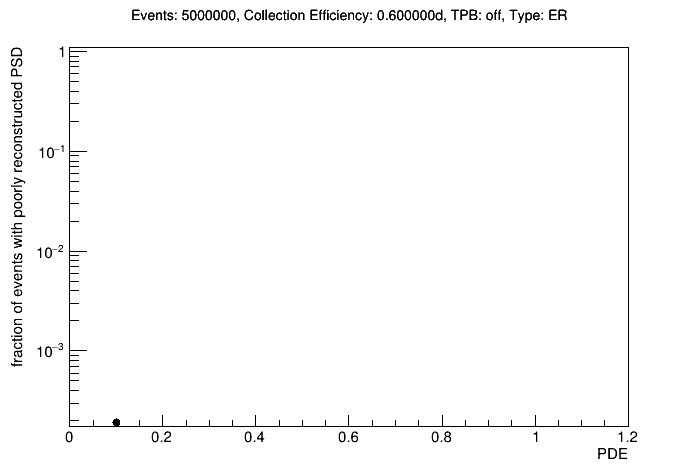 Events: 5000000, Collection Efficiency: 0.600000d, TPB: off, Type: ER
fraction of events with poorly reconstructed PSD
1
10⁻¹
10⁻²
10⁻³
0 0.2 0.4 0.6 0.8 1 1.2
PDE